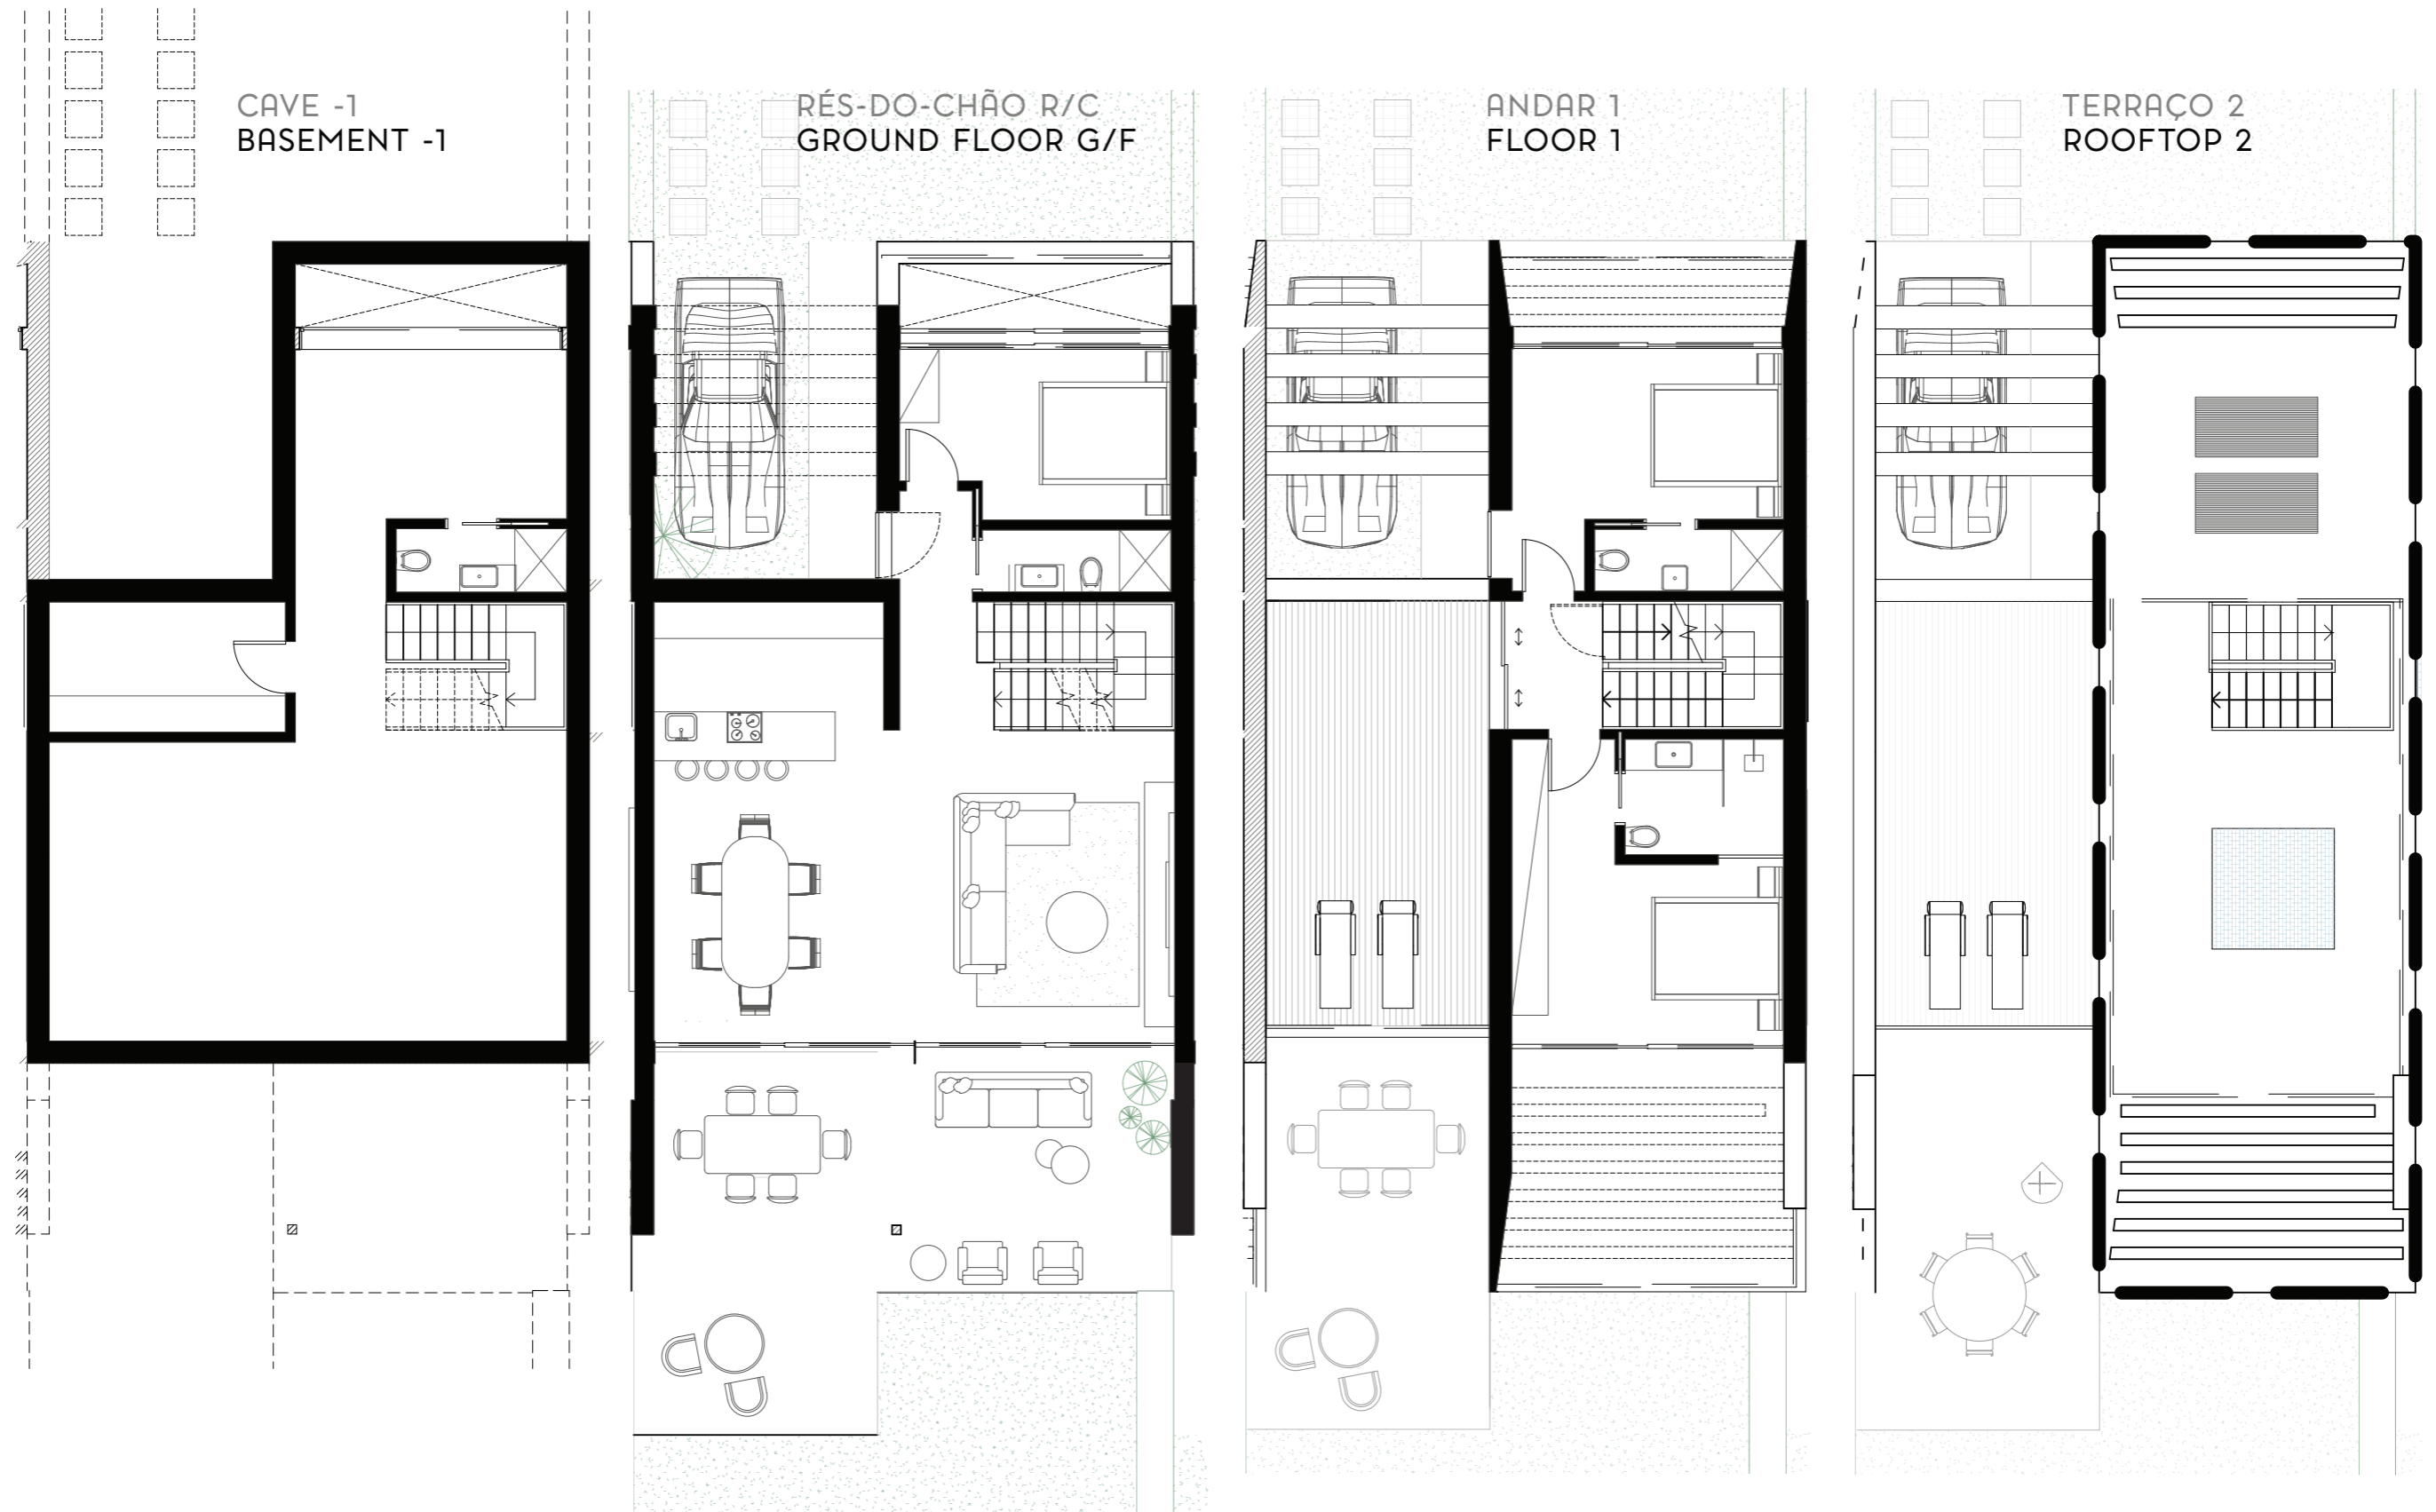 CAVE -1
BASEMENT -1
RÉS-DO-CHÃO R/C
GROUND FLOOR G/F
ANDAR 1
FLOOR 1
TERRAÇO 2
ROOFTOP 2